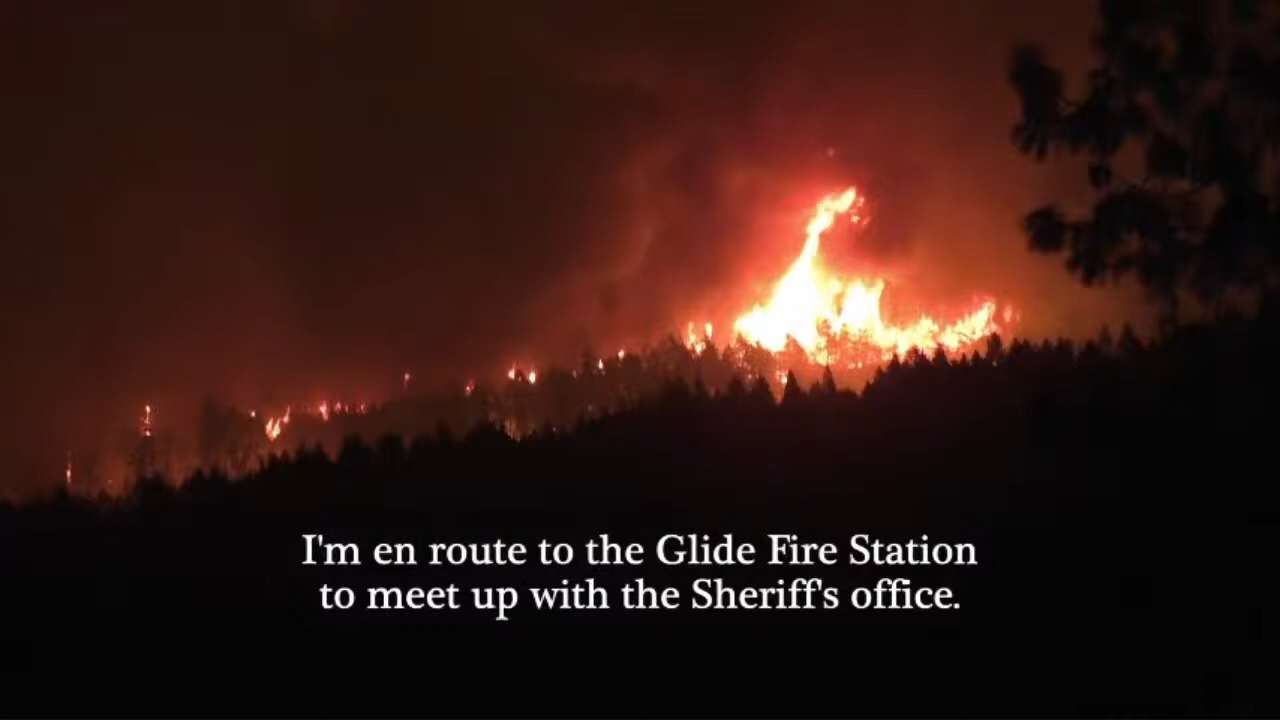 I'm en route to the Glide Fire Station
to meet up with the Sheriff's office.